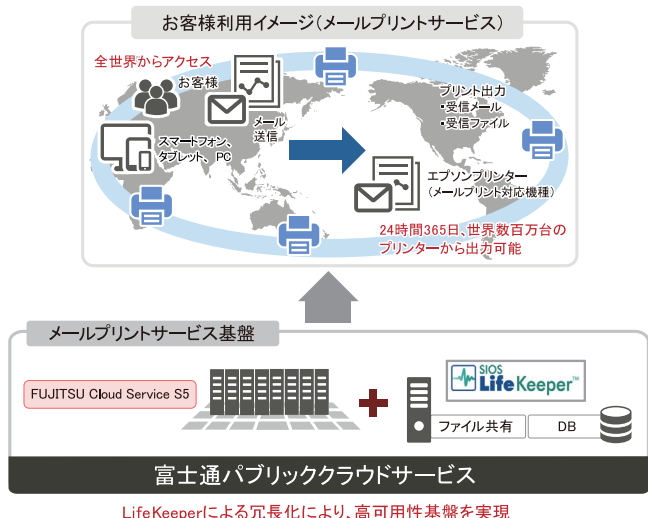 お客様利用イメージ(メールプリントサービス)
全世界からアクセス
お客様
メール
送信
スマートフォン、
タブレット、PC
プリント出力
・受信メール
・受信ファイル
エプソンプリンター
(メールプリント対応機種)
24時間365日、世界数百万台の
プリンターから出力可能
メールプリントサービス基盤
FUJITSU Cloud Service S5
SIOS
LifeKeeper™
ファイル共有
DB
富士通パブリッククラウドサービス
LifeKeeperによる冗長化により、高可用性基盤を実現